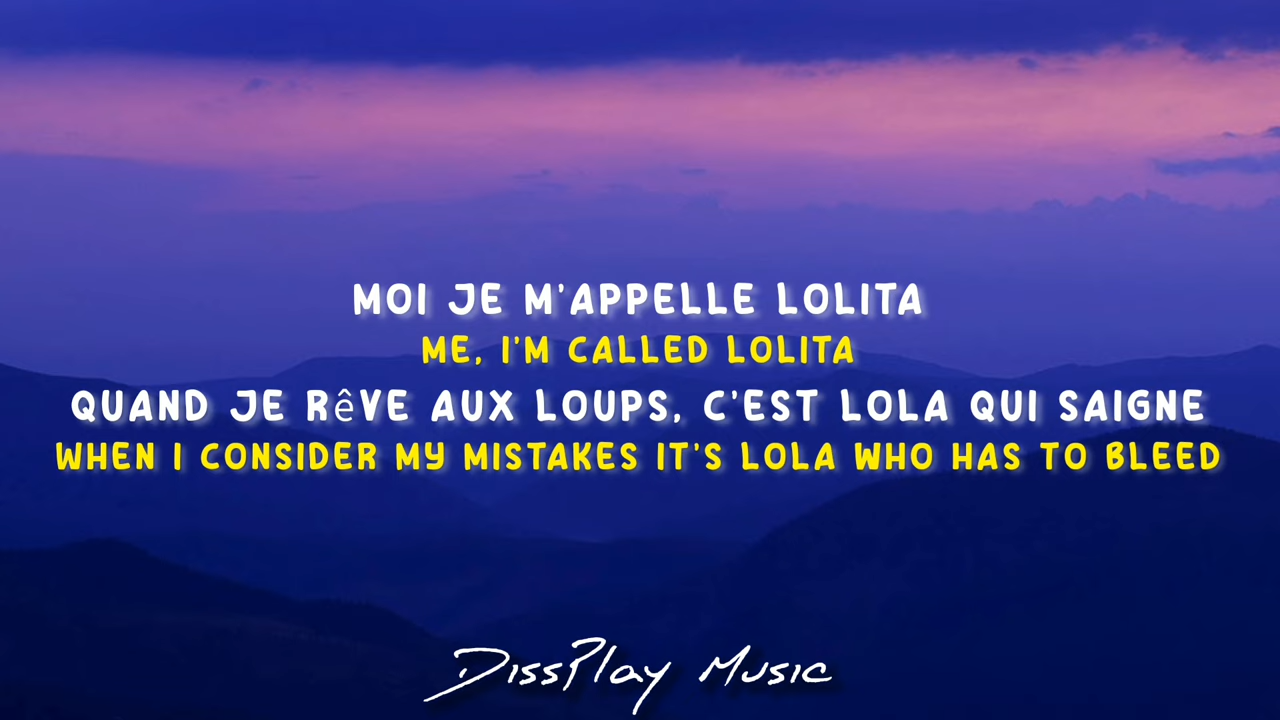 MOI JE M'APPELLE LOLITA
ME, I'M CALLED LOLITA
QUAND JE RêVE AUX LOUPS, C'EST LOLA QUI SAIGNE
WHEN I CONSIDER MY MISTAKES IT'S LOLA WHO HAS TO BLEED
DissPlay Music